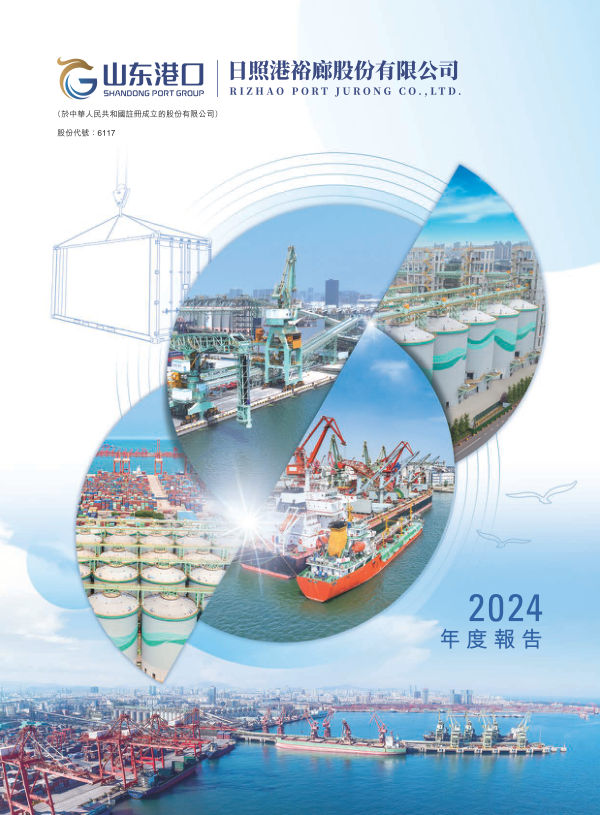 山东港口
SHANDONG PORT GROUP
日照港裕廊股份有限公司
RIZHAO PORT JURONG CO.,LTD.
(於中華人民共和國註冊成立的股份有限公司)
股份代號：6117
2024
年度報告